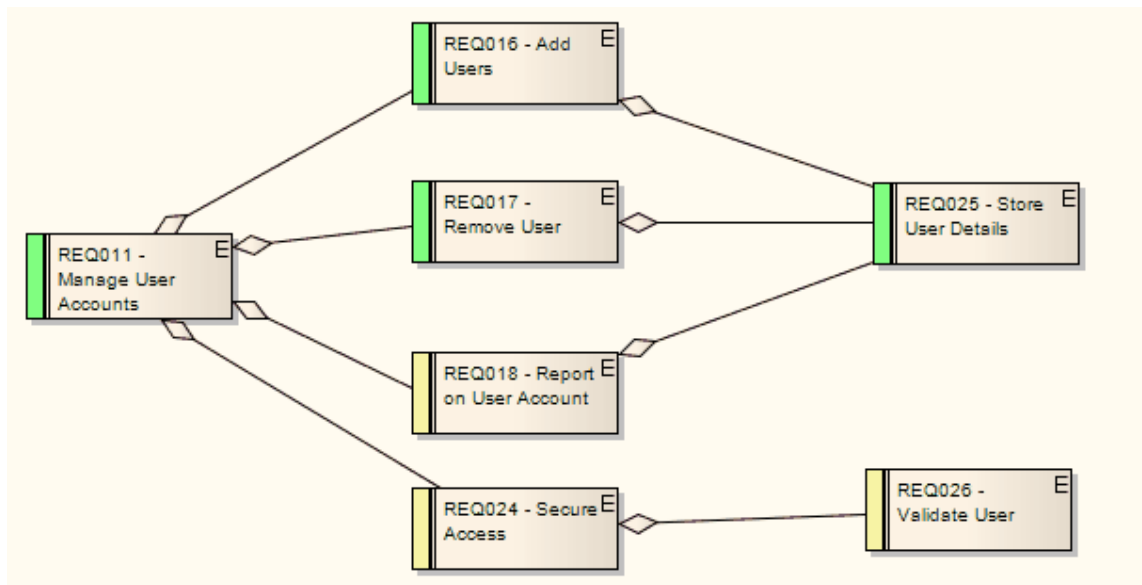 REQ016 - Add
Users
E
REQ017 -
Remove User
E
REQ025 - Store
User Details
E
REQ011 -
Manage User
Accounts
E
REQ018 - Report
on User Account
E
REQ024 - Secure
Access
E
REQ026 -
Validate User
E